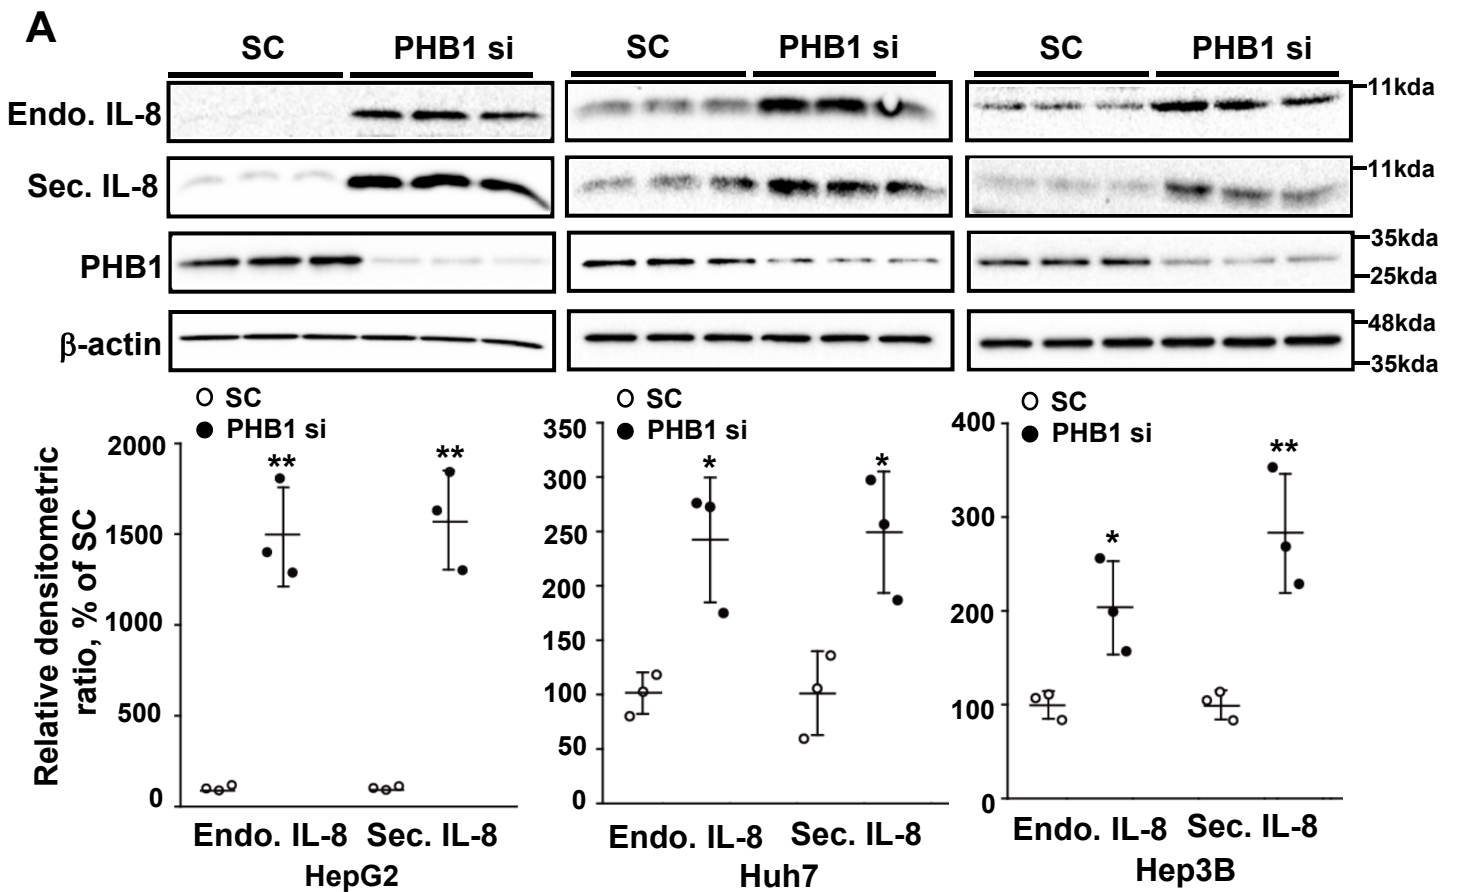 A
SC PHB1 si SC PHB1 si SC PHB1 si
Endo. IL-8 11kda
Sec. IL-8 11kda
PHB1 35kda
25kda
β-actin 48kda
35kda
Relative densitometric
ratio, % of SC
SC
PHB1 si
2000
1500
1000
500
0
** **
Endo. IL-8 Sec. IL-8
HepG2
SC
PHB1 si
350
300
250
200
150
100
50
0
* *
Endo. IL-8 Sec. IL-8
Huh7
SC
PHB1 si
400
300
200
100
0
* **
Endo. IL-8 Sec. IL-8
Hep3B